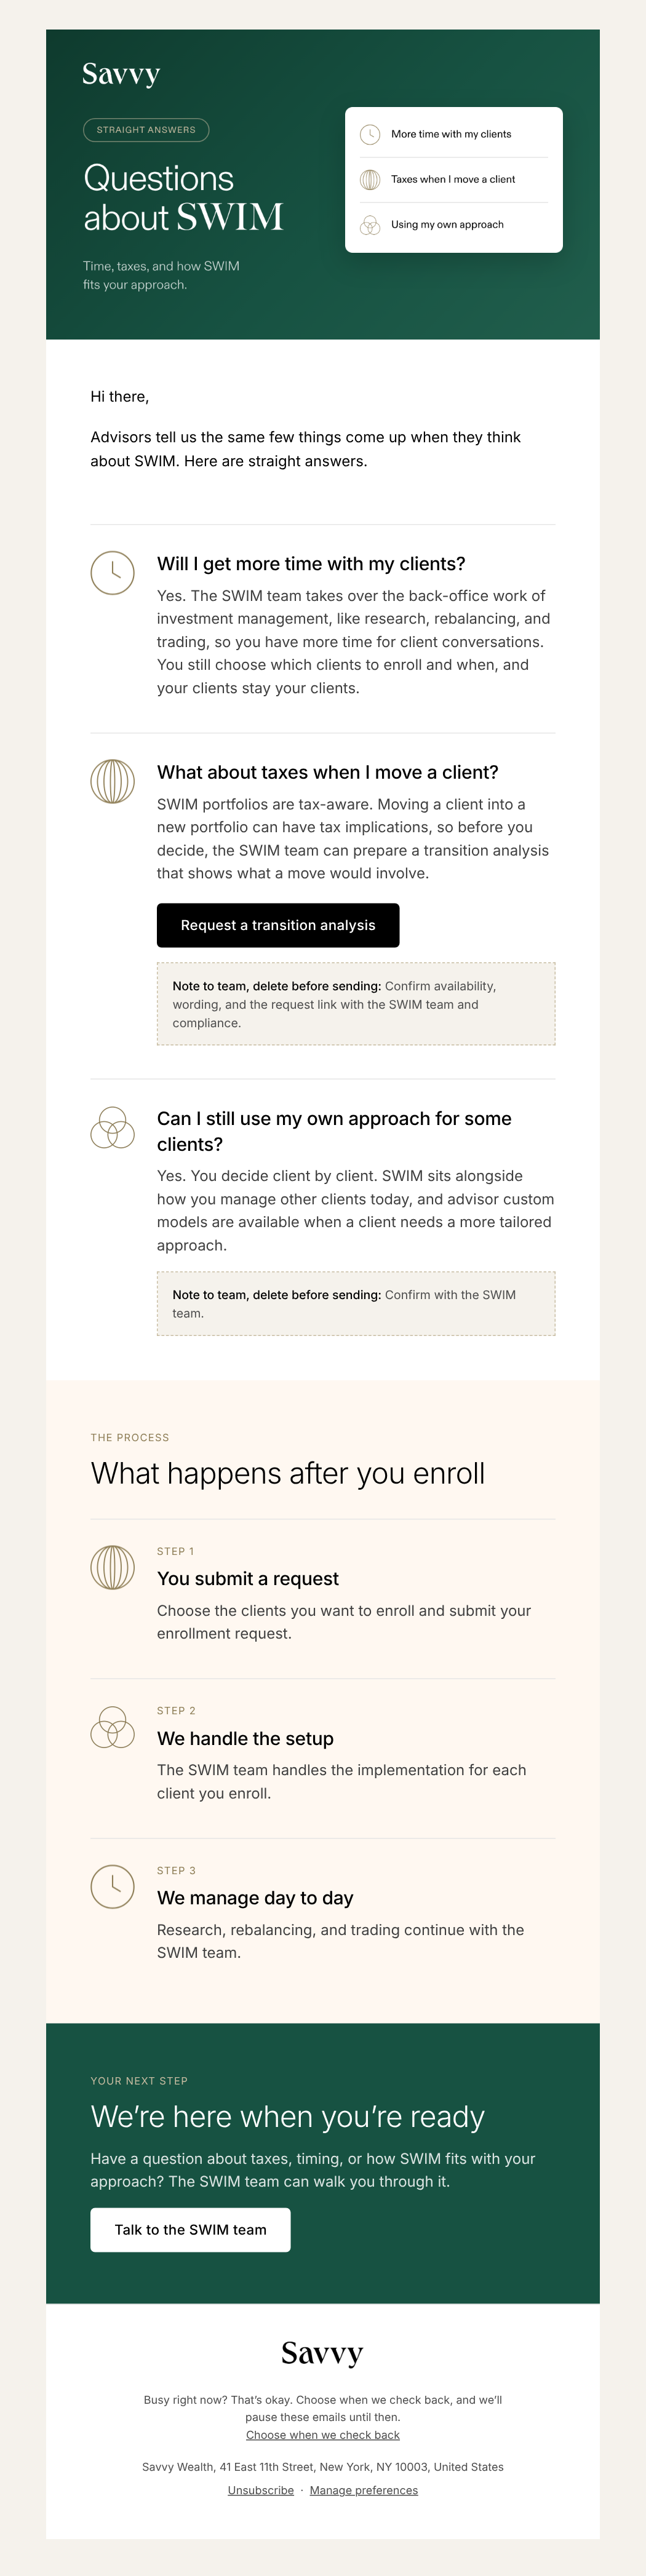 Savvy
STRAIGHT ANSWERS
Questions
about SWIM
Time, taxes, and how SWIM
fits your approach.
More time with my clients
Taxes when I move a client
Using my own approach
Hi there,
Advisors tell us the same few things come up when they think
about SWIM. Here are straight answers.
Will I get more time with my clients?
Yes. The SWIM team takes over the back-office work of
investment management, like research, rebalancing, and
trading, so you have more time for client conversations.
You still choose which clients to enroll and when, and
your clients stay your clients.
What about taxes when I move a client?
SWIM portfolios are tax-aware. Moving a client into a
new portfolio can have tax implications, so before you
decide, the SWIM team can prepare a transition analysis
that shows what a move would involve.
Request a transition analysis
Note to team, delete before sending: Confirm availability,
wording, and the request link with the SWIM team and
compliance.
Can I still use my own approach for some
clients?
Yes. You decide client by client. SWIM sits alongside
how you manage other clients today, and advisor custom
models are available when a client needs a more tailored
approach.
Note to team, delete before sending: Confirm with the SWIM
team.
THE PROCESS
What happens after you enroll
STEP 1
You submit a request
Choose the clients you want to enroll and submit your
enrollment request.
STEP 2
We handle the setup
The SWIM team handles the implementation for each
client you enroll.
STEP 3
We manage day to day
Research, rebalancing, and trading continue with the
SWIM team.
YOUR NEXT STEP
We’re here when you’re ready
Have a question about taxes, timing, or how SWIM fits with your
approach? The SWIM team can walk you through it.
Talk to the SWIM team
Savvy
Busy right now? That’s okay. Choose when we check back, and we’ll
pause these emails until then.
Choose when we check back
Savvy Wealth, 41 East 11th Street, New York, NY 10003, United States
Unsubscribe · Manage preferences